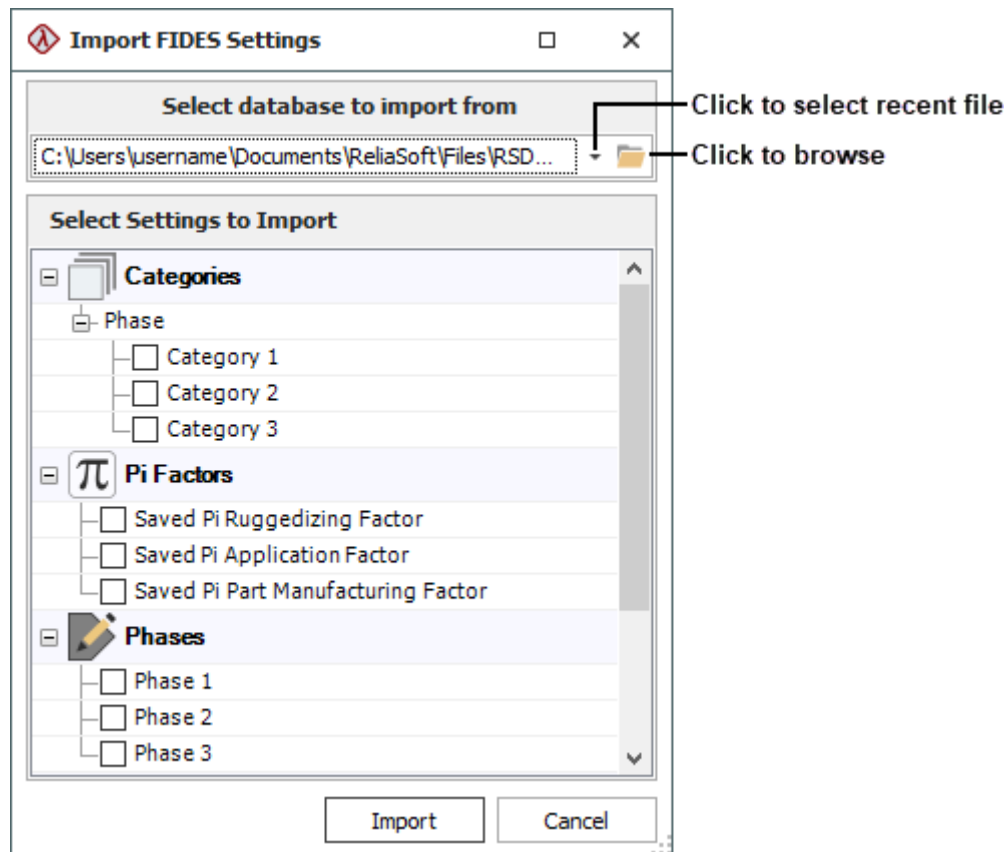 Import FIDES Settings
Select database to import from
Click to select recent file
C:\Users\username\Documents\ReliaSoft\Files\RSD...
Click to browse
Select Settings to Import
Categories
Phase
Category 1
Category 2
Category 3
π Pi Factors
Saved Pi Ruggedizing Factor
Saved Pi Application Factor
Saved Pi Part Manufacturing Factor
Phases
Phase 1
Phase 2
Phase 3
Import Cancel